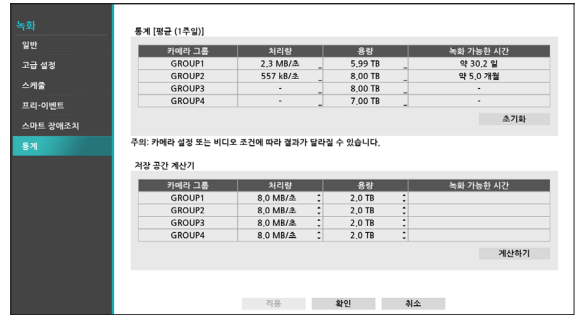 녹화
일반
고급 설정
스케줄
프리-이벤트
스마트 장애조치
통계
통계 [평균 (1주일)]
카메라 그룹 처리량 용량 녹화 가능한 시간
GROUP1 2,3 MB/초 _ 5,99 TB _ 약 30,2 일
GROUP2 557 kB/초 _ 8,00 TB _ 약 5,0 개월
GROUP3 - _ 8,00 TB _ -
GROUP4 - _ 7,00 TB _ -
초기화
주의: 카메라 설정 또는 비디오 조건에 따라 결과가 달라질 수 있습니다.
저장 공간 계산기
카메라 그룹 처리량 용량 녹화 가능한 시간
GROUP1 8,0 MB/초 2,0 TB
GROUP2 8,0 MB/초 2,0 TB
GROUP3 8,0 MB/초 2,0 TB
GROUP4 8,0 MB/초 2,0 TB
계산하기
적용 확인 취소